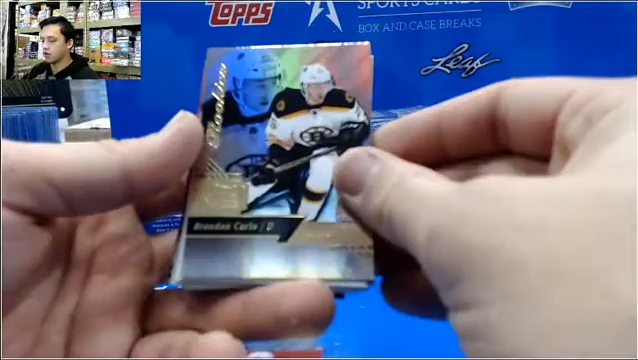 TOPPS
SPORTS CARDS
BOX AND CASE BREAKS
Leaf
Rookies
Brandon Carlo / D